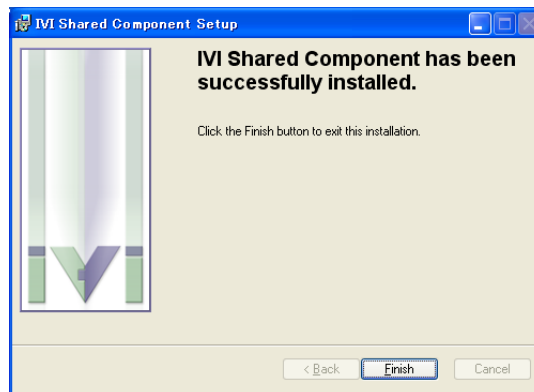 IVI Shared Component Setup
IVI Shared Component has been
successfully installed.
Click the Finish button to exit this installation.
ivi
< Back
Finish
Cancel